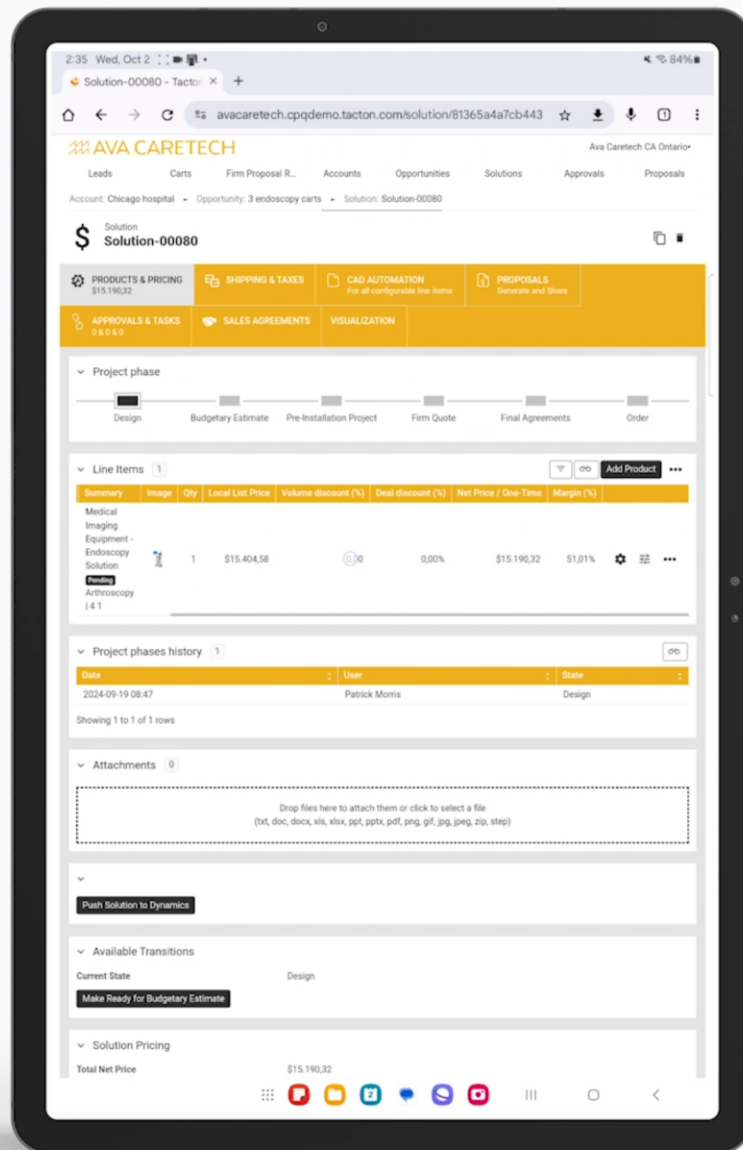 2:35 Wed, Oct 2 84%
Solution-00080 - Tacton
avacaretech.cpqdemo.tacton.com/solution/81365a4a7cb443 1
AVA CARETECH
Ava Caretech CA Ontario
Leads Carts Firm Proposal R... Accounts Opportunities Solutions Approvals Proposals
Account: Chicago hospital Opportunity: 3 endoscopy carts Solution: Solution-00080
$ Solution
Solution-00080
PRODUCTS & PRICING SHIPPING & TAXES CAD AUTOMATION PROPOSALS
$15.190,32 For all configurable line items Generate and Share
APPROVALS & TASKS SALES AGREEMENTS VISUALIZATION
0 & 0 & 0
Project phase
Design Budgetary Estimate Pre-Installation Project Firm Quote Final Agreements Order
Line Items 1 Add Product
Summary Image Qty Local List Price Volume discount (%) Deal discount (%) Net Price / One-Time Margin (%)
Medical
Imaging
Equipment -
Endoscopy
Solution 1 $15.404,58 0,00 0,00% $15.190,32 51,01%
Pending
Arthroscopy
| 4 1
Project phases history 1
Date User State
2024-09-19 08:47 Patrick Morris Design
Showing 1 to 1 of 1 rows
Attachments 0
Drop files here to attach them or click to select a file
(txt, doc, docx, xls, xlsx, ppt, pptx, pdf, png, gif, jpg, jpeg, zip, step)
Push Solution to Dynamics
Available Transitions
Current State Design
Make Ready for Budgetary Estimate
Solution Pricing
Total Net Price $15.190,32
2